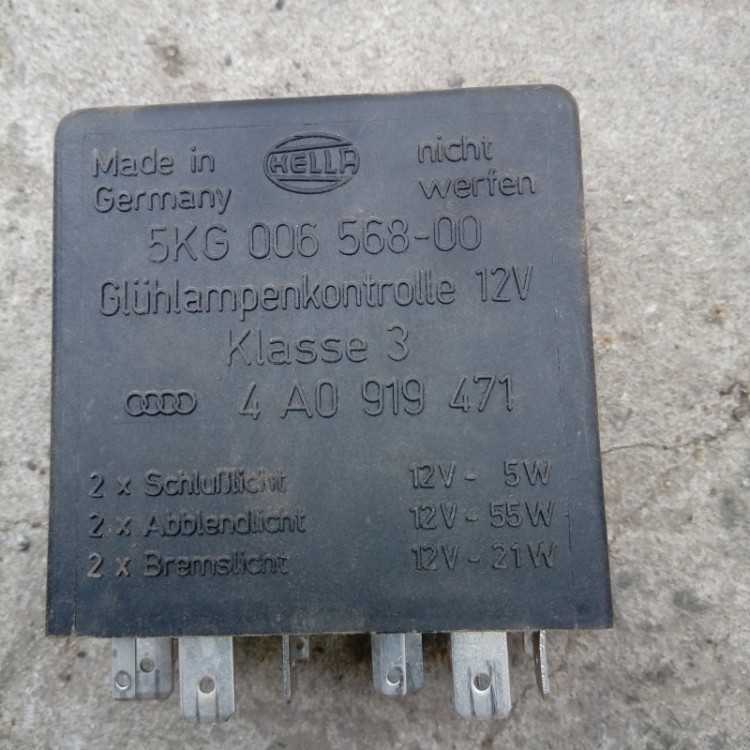 Made in HELLA nicht
Germany werfen
5KG 006 568-00
Glühlampenkontrolle 12V
Klasse 3
4 A0 919 471
2 x Schlußlicht 12V - 5W
2 x Abblendlicht 12V - 55W
2 x Bremslicht 12V - 21W